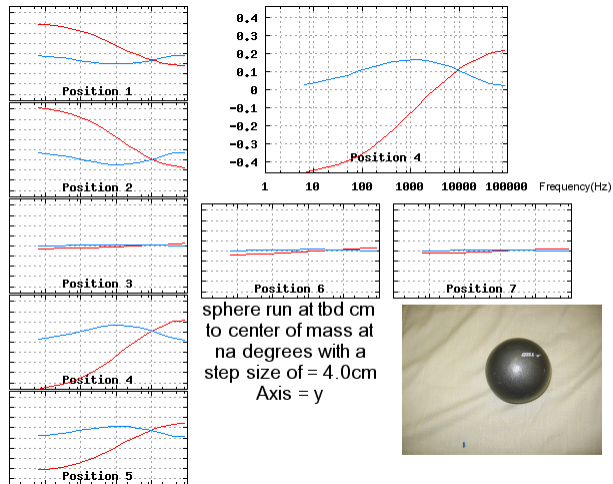 Position 1
Position 2
Position 3
Position 4
Position 5
0.4
0.3
0.2
0.1
0
-0.1
-0.2
-0.3
-0.4
Position 4
1 10 100 1000 10000 100000 Frequency(Hz)
Position 6
Position 7
sphere run at tbd cm
to center of mass at
na degrees with a
step size of = 4.0cm
Axis = y